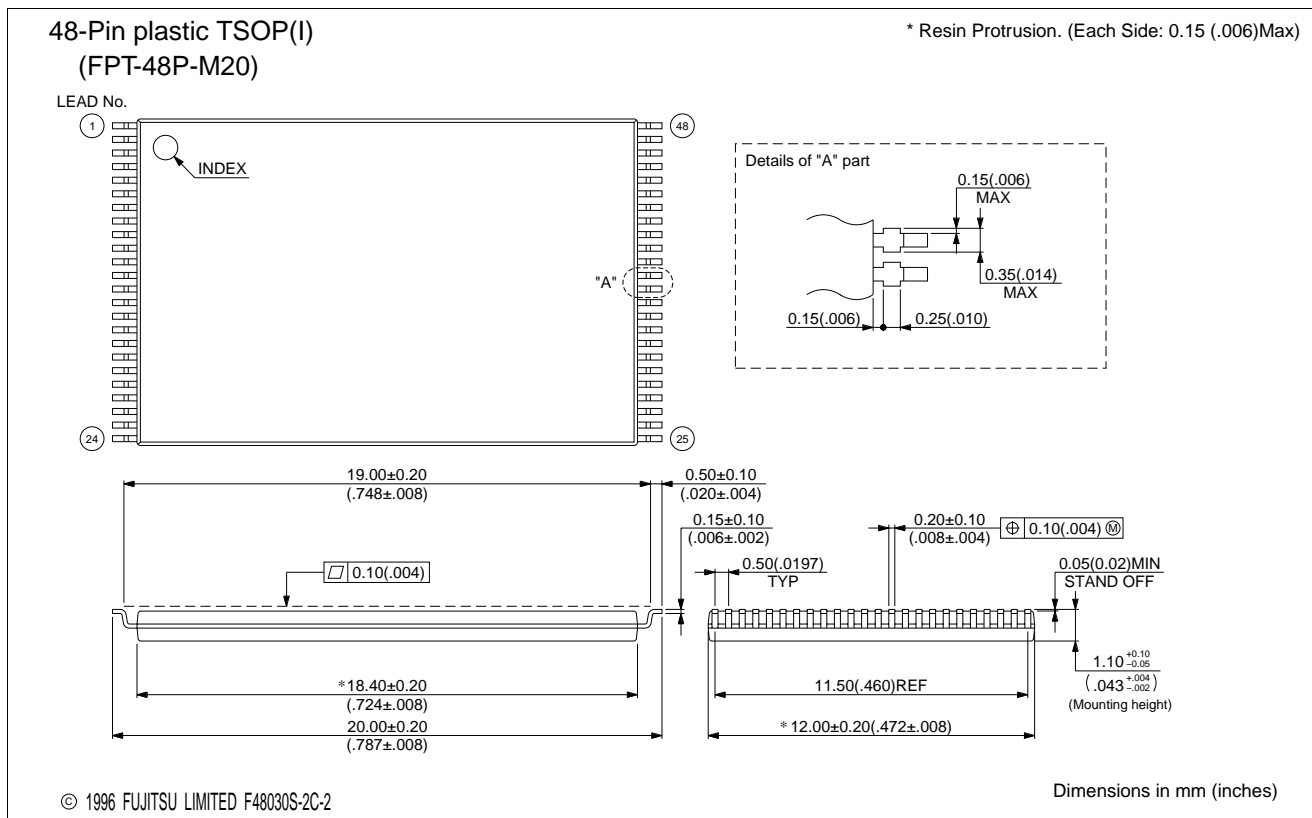 48-Pin plastic TSOP(I)
(FPT-48P-M20)
* Resin Protrusion. (Each Side: 0.15 (.006)Max)
LEAD No.
1
48
INDEX
"A"
24
25
Details of "A" part
0.15(.006)
MAX
0.35(.014)
MAX
0.15(.006)
0.25(.010)
19.00±0.20
(.748±.008)
0.50±0.10
(.020±.004)
0.15±0.10
(.006±.002)
0.20±0.10
(.008±.004)
⌖ 0.10(.004) Ⓜ
0.50(.0197)
TYP
0.05(0.02)MIN
STAND OFF
⏥ 0.10(.004)
1.10 +0.10 −0.05
(.043 +.004 −.002)
(Mounting height)
*18.40±0.20
(.724±.008)
11.50(.460)REF
20.00±0.20
(.787±.008)
*12.00±0.20(.472±.008)
© 1996 FUJITSU LIMITED F48030S-2C-2
Dimensions in mm (inches)